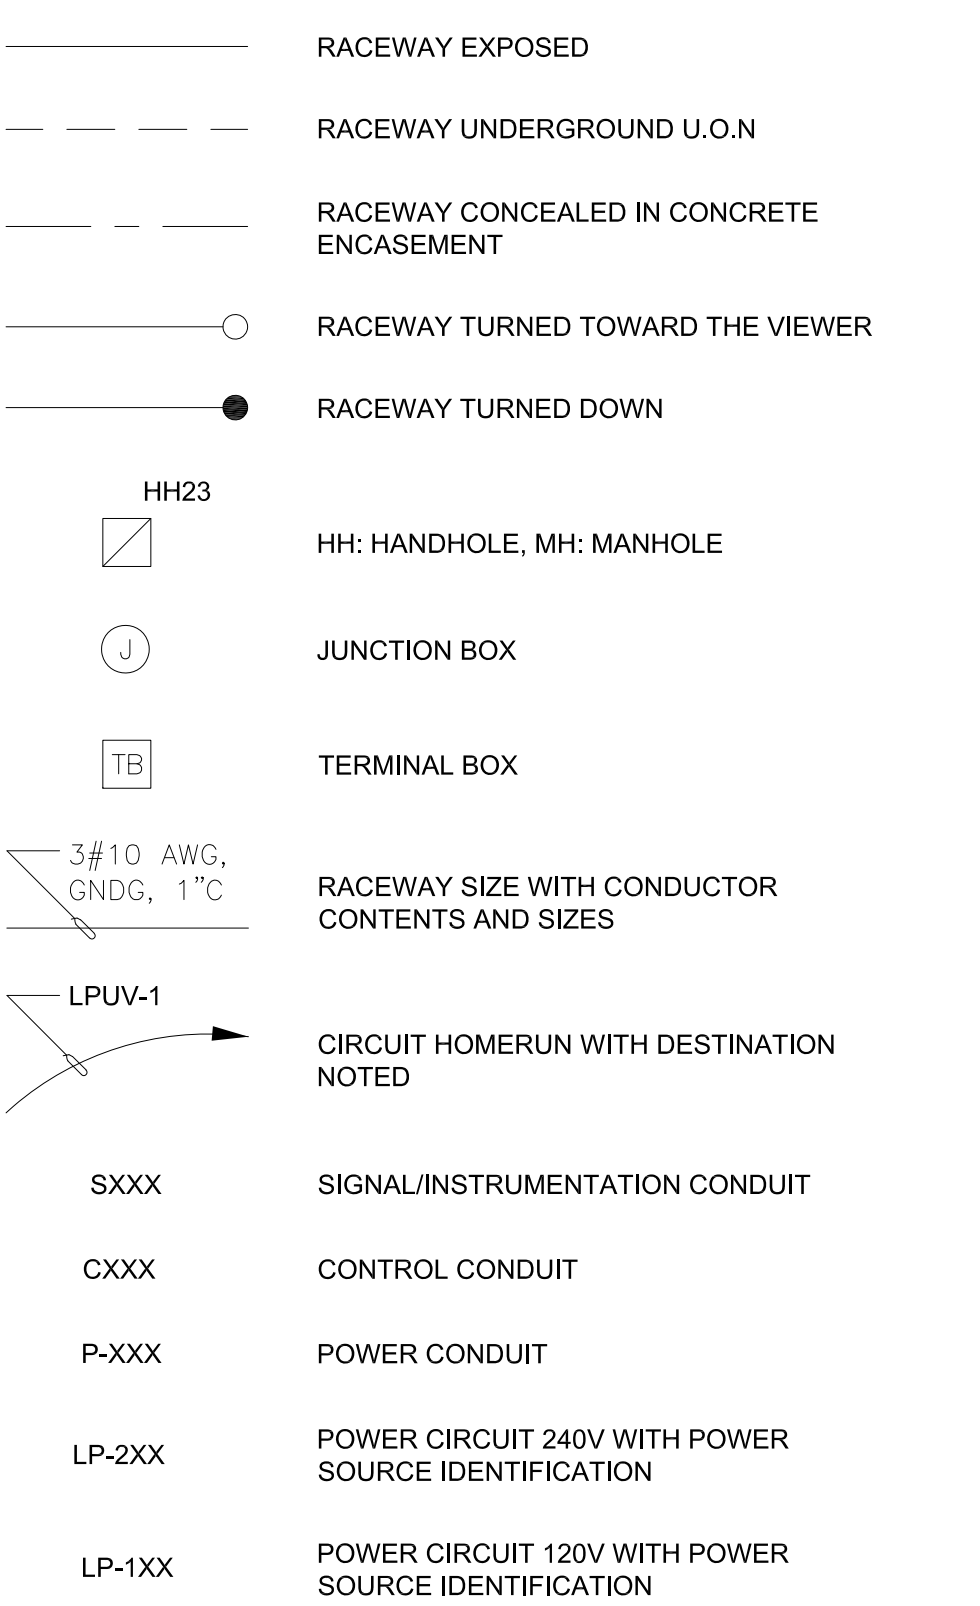 RACEWAY EXPOSED
RACEWAY UNDERGROUND U.O.N
RACEWAY CONCEALED IN CONCRETE
ENCASEMENT
RACEWAY TURNED TOWARD THE VIEWER
RACEWAY TURNED DOWN
HH23
HH: HANDHOLE, MH: MANHOLE
J
JUNCTION BOX
TB
TERMINAL BOX
3#10 AWG,
GNDG, 1"C
RACEWAY SIZE WITH CONDUCTOR
CONTENTS AND SIZES
LPUV-1
CIRCUIT HOMERUN WITH DESTINATION
NOTED
SXXX
SIGNAL/INSTRUMENTATION CONDUIT
CXXX
CONTROL CONDUIT
P-XXX
POWER CONDUIT
LP-2XX
POWER CIRCUIT 240V WITH POWER
SOURCE IDENTIFICATION
LP-1XX
POWER CIRCUIT 120V WITH POWER
SOURCE IDENTIFICATION